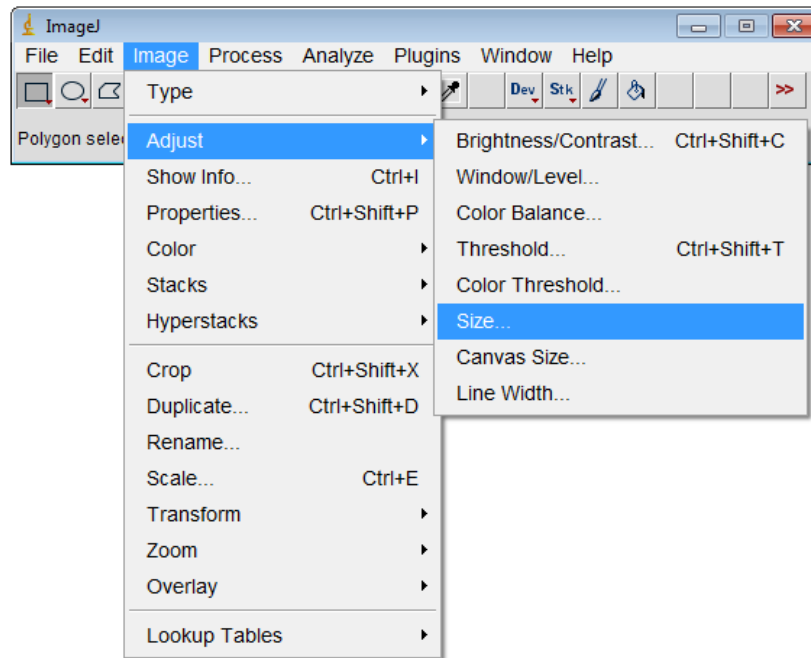 ImageJ
File Edit Image Process Analyze Plugins Window Help
Dev Stk >>
Polygon sele
Type
Adjust
Show Info... Ctrl+I
Properties... Ctrl+Shift+P
Color
Stacks
Hyperstacks
Crop Ctrl+Shift+X
Duplicate... Ctrl+Shift+D
Rename...
Scale... Ctrl+E
Transform
Zoom
Overlay
Lookup Tables
Brightness/Contrast... Ctrl+Shift+C
Window/Level...
Color Balance...
Threshold... Ctrl+Shift+T
Color Threshold...
Size...
Canvas Size...
Line Width...